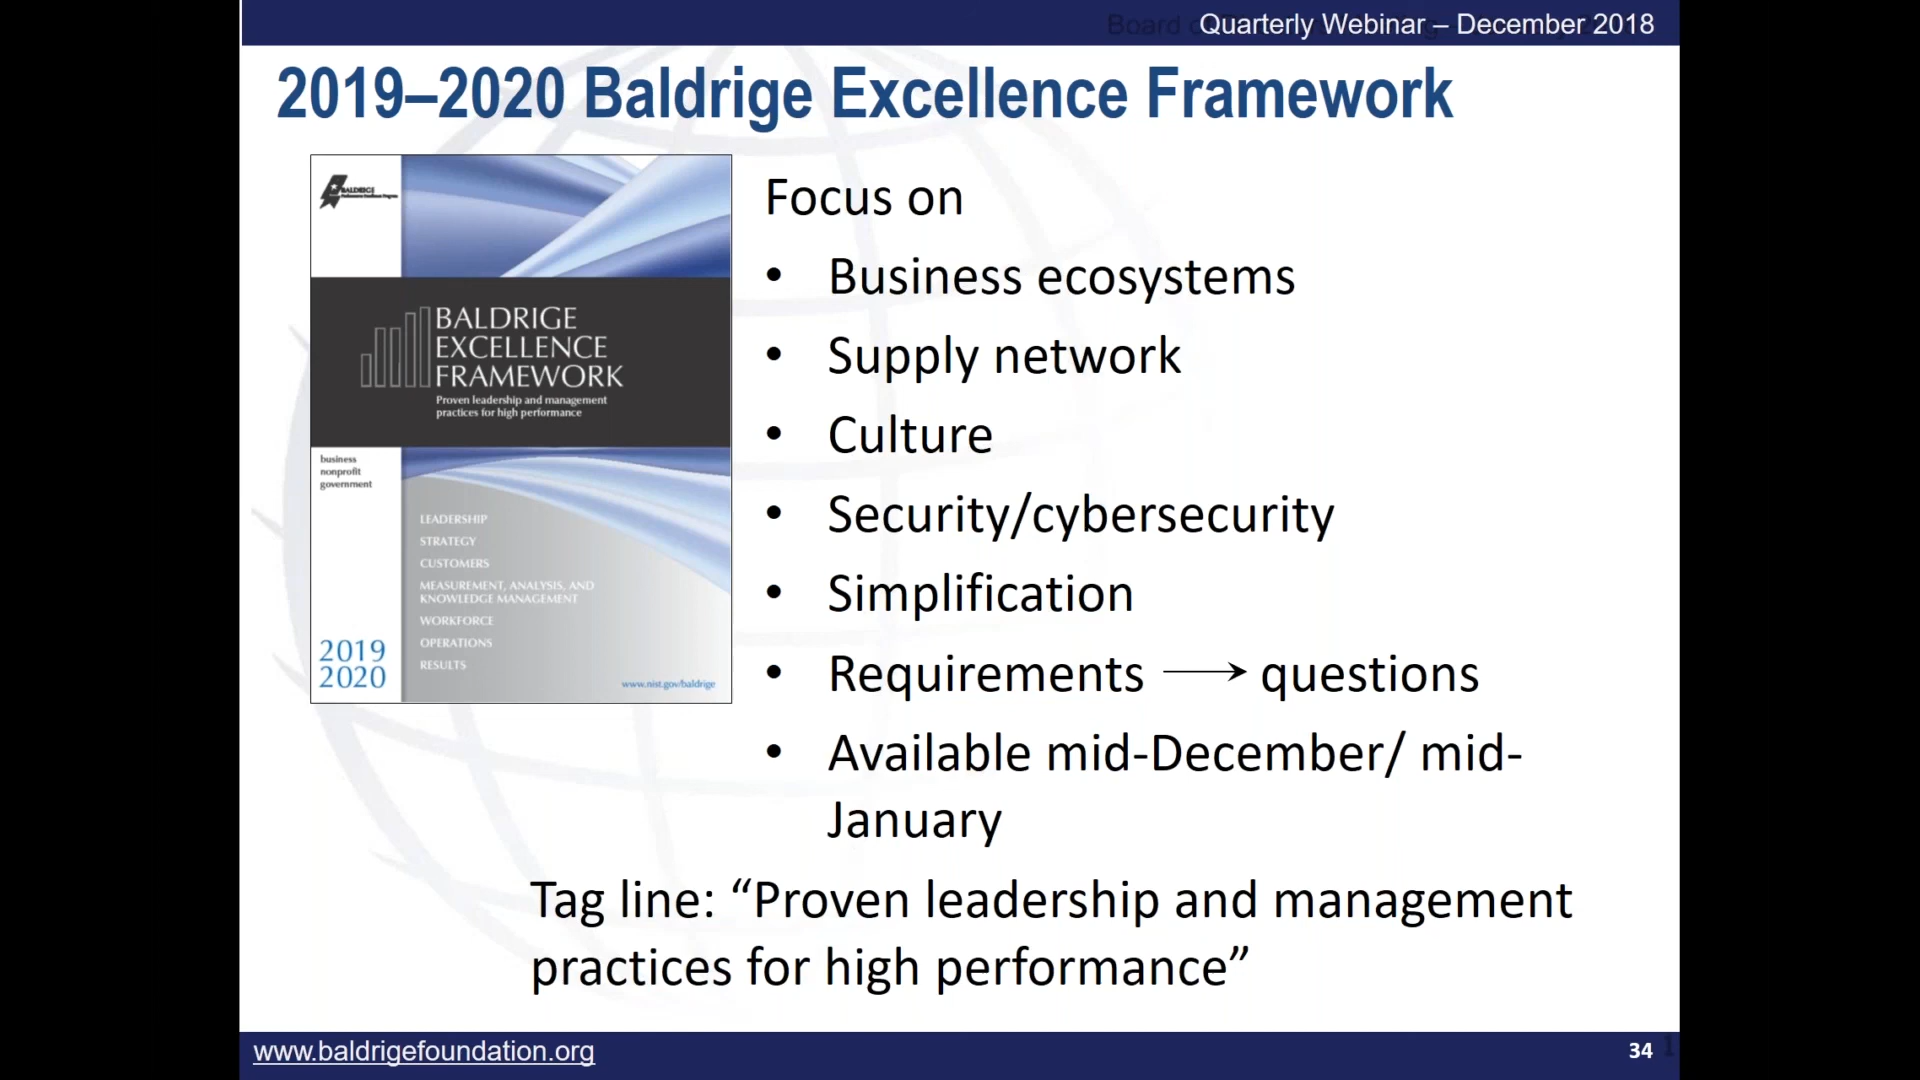 Quarterly Webinar – December 2018
2019–2020 Baldrige Excellence Framework
BALDRIGE
BALDRIGE
EXCELLENCE
FRAMEWORK
Proven leadership and management
practices for high performance
business
nonprofit
government
LEADERSHIP
STRATEGY
CUSTOMERS
MEASUREMENT, ANALYSIS, AND
KNOWLEDGE MANAGEMENT
WORKFORCE
OPERATIONS
RESULTS
2019
2020
www.nist.gov/baldrige
Focus on
• Business ecosystems
• Supply network
• Culture
• Security/cybersecurity
• Simplification
• Requirements ⟶ questions
• Available mid-December/ mid-
January
Tag line: “Proven leadership and management
practices for high performance”
www.baldrigefoundation.org
34